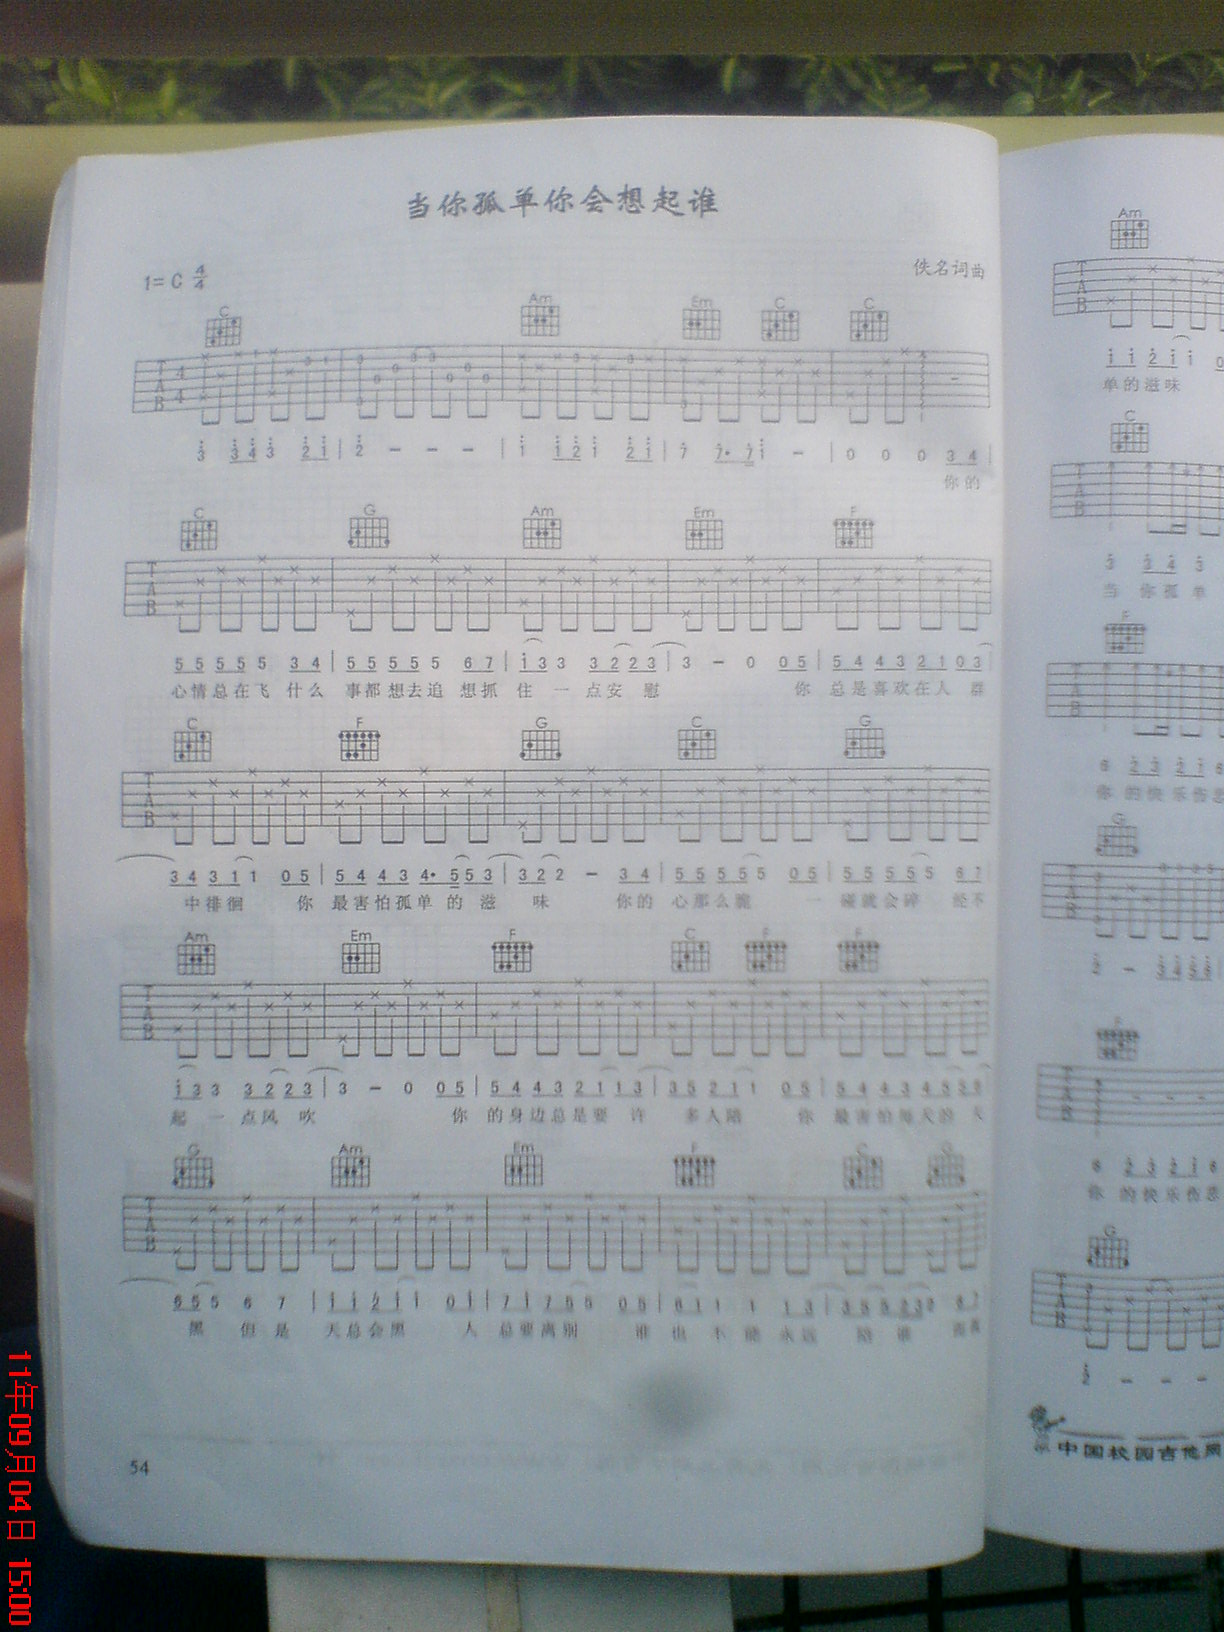 当你孤单你会想起谁
1=C 4/4
佚名词曲
C Am Em C C
T A B 4 4
3 3 4 3 2 1 | 2 - - - | 1 1 2 1 2 1 | 7 7· 7 1 - | 0 0 0 3 4
你的
C G Am Em F
T A B
5 5 5 5 5 3 4 | 5 5 5 5 5 6 7 | 1 3 3 3 2 2 3 | 3 - 0 0 5 | 5 4 4 3 2 1 0 3
心情总在飞 什么 事都想去追 想抓 住 一点安慰 你 总是喜欢在人 群
C F G C G
T A B
3 4 3 1 1 0 5 | 5 4 4 3 4· 5 5 3 | 3 2 2 - 3 4 | 5 5 5 5 5 0 5 | 5 5 5 5 5 6 7
中徘徊 你 最害怕孤单的滋 味 你的 心那么脆 一 碰就会碎 经不
Am Em F C F F
T A B
1 3 3 3 2 2 3 | 3 - 0 0 5 | 5 4 4 3 2 1 1 3 | 3 5 2 1 1 0 5 | 5 4 4 3 4 5
起 一点风吹 你 的身边总是要 许 多人陪 你 最害怕每天的 天
G Am Em F C G
T A B
6 5 5 6 7 | 1 1 2 1 1 0 1 | 7 1 7 5 5 0 5 | 6 1 1 1 1 3 | 3 5 5 2 3
黑 但是 天总会黑 人 总要离别 谁 也不能永远 陪谁
54
Am
T A B
1 1 2 1 1 0
单的滋味
C
3 3 4 3
当 你孤单
F
6 2 3 2 1 6
你 的快乐伤悲
G
2 - 3 4 5 6
F
6 2 3 2 1 6
你 的快乐伤悲
G
2 - - -
中国校园吉他网
11年09月04日 15:00